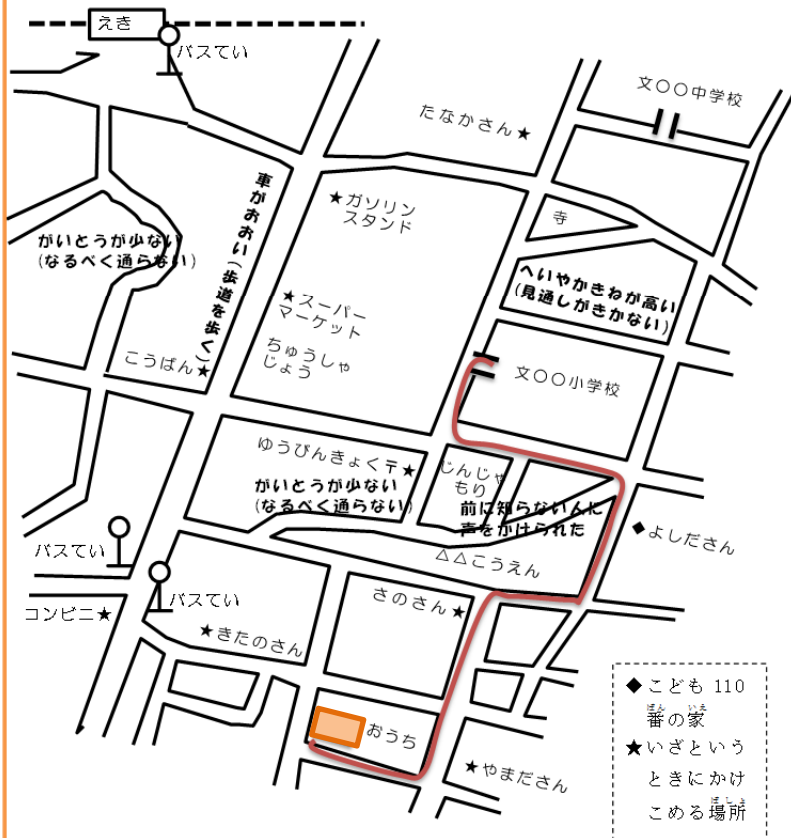 えき
バスてい
文〇〇中学校
たなかさん★
寺
★ガソリン
スタンド
車がおおい(歩道を歩く)
がいとうが少ない
(なるべく通らない)
へいやかきねが高い
(見通しがきかない)
★スーパー
マーケット
ちゅうしゃ
じょう
こうばん★
文〇〇小学校
ゆうびんきょく〒★
じんじゃ
もり
がいとうが少ない
(なるべく通らない)
前に知らない人に
声をかけられた
◆よしださん
バスてい
△△こうえん
バスてい
さのさん★
コンビニ★
★きたのさん
おうち
★やまださん
◆こども 110
番の家
ばん いえ
★いざという
ときにかけ
こめる場所
ばしょ